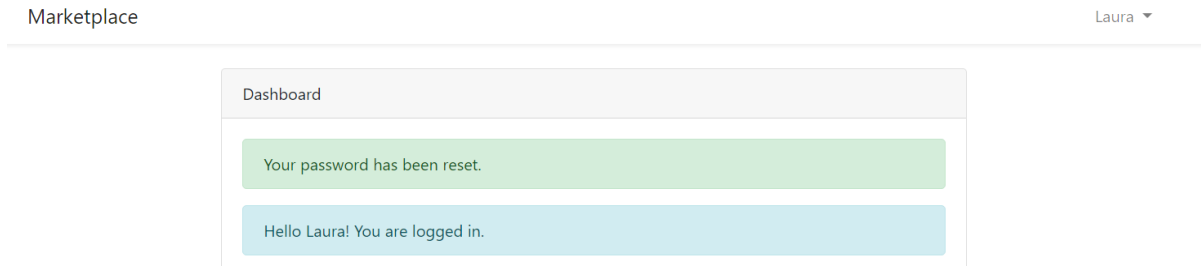 Marketplace
Laura
Dashboard
Your password has been reset.
Hello Laura! You are logged in.